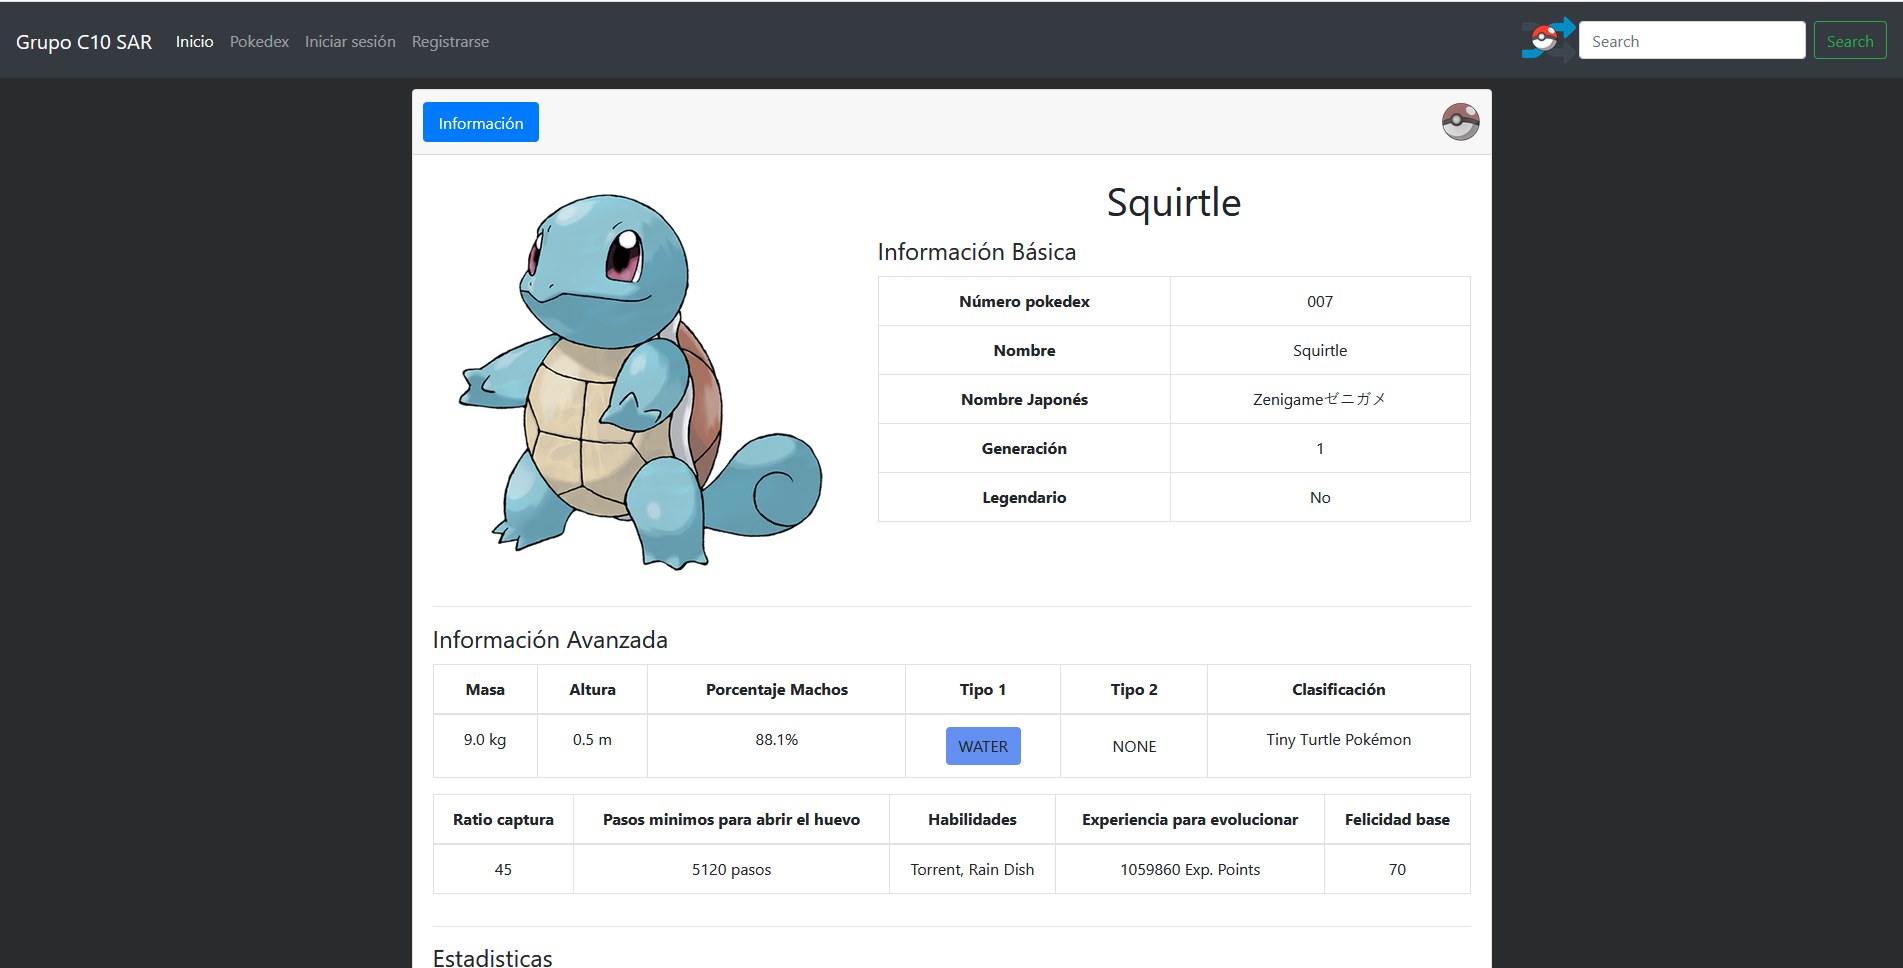 Grupo C10 SAR Inicio Pokedex Iniciar sesión Registrarse Search Search
Información
Squirtle
Información Básica
Número pokedex 007
Nombre Squirtle
Nombre Japonés Zenigameゼニガメ
Generación 1
Legendario No
Información Avanzada
Masa Altura Porcentaje Machos Tipo 1 Tipo 2 Clasificación
9.0 kg 0.5 m 88.1% WATER NONE Tiny Turtle Pokémon
Ratio captura Pasos minimos para abrir el huevo Habilidades Experiencia para evolucionar Felicidad base
45 5120 pasos Torrent, Rain Dish 1059860 Exp. Points 70
Estadisticas